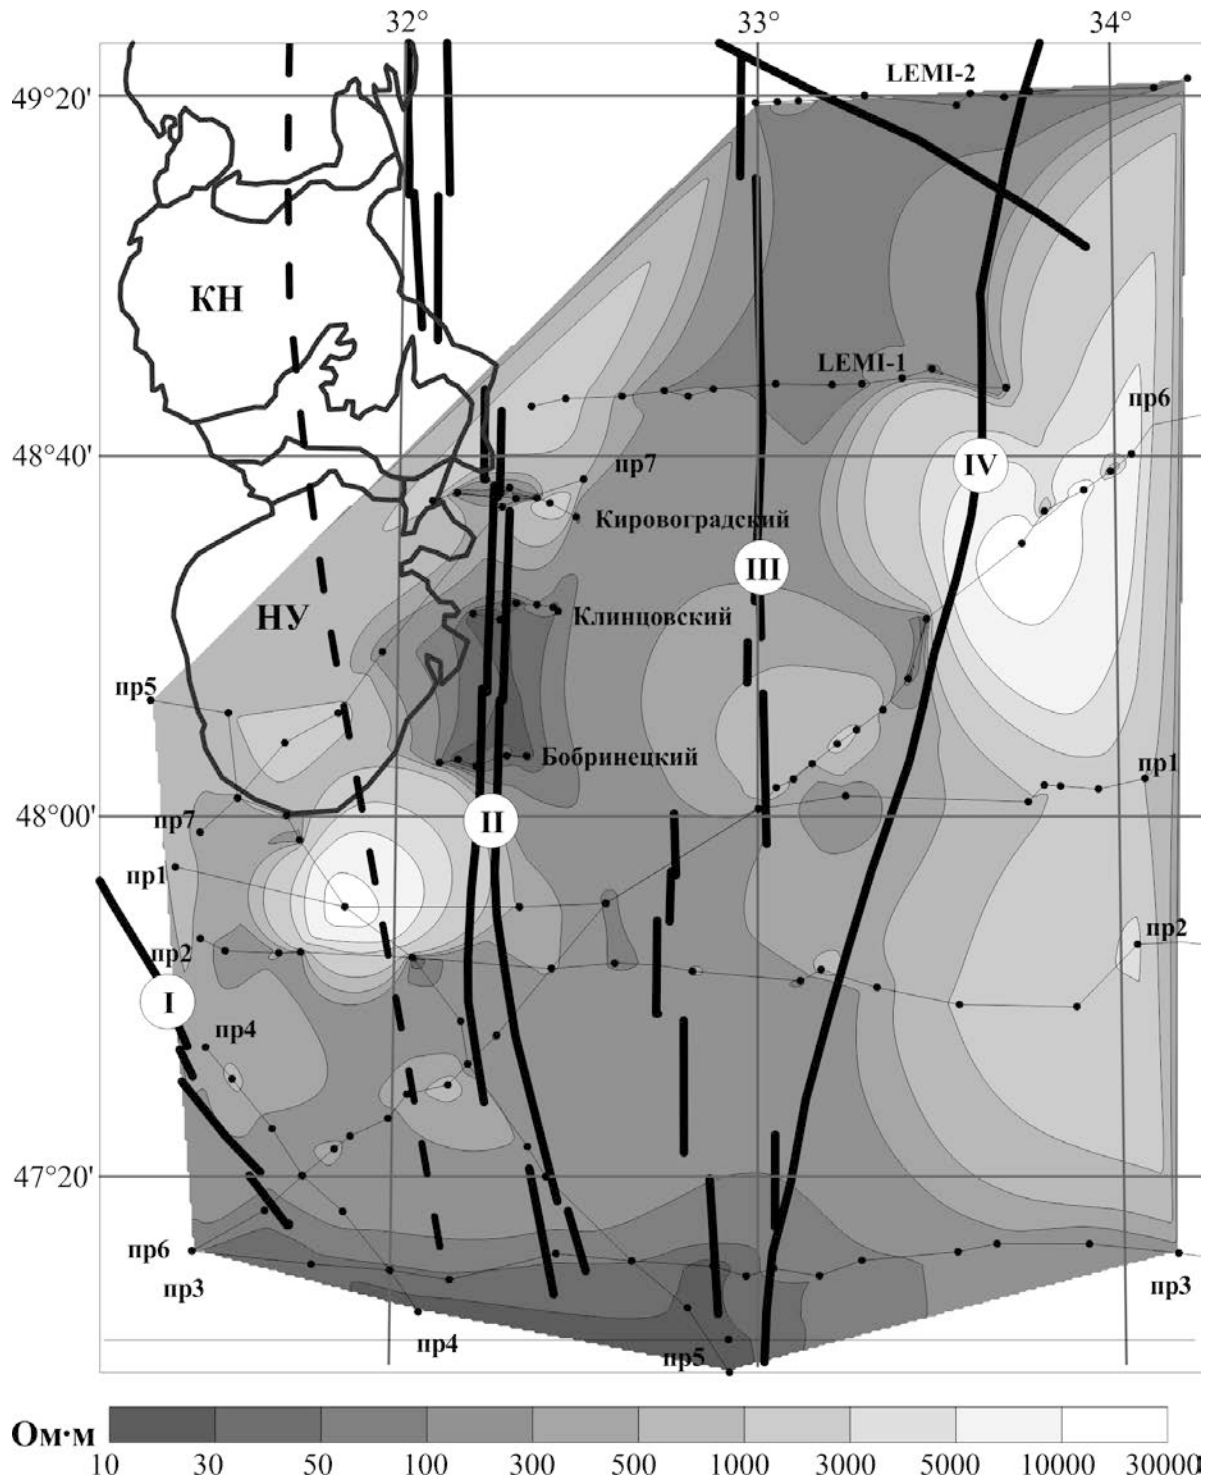 32° 33° 34°
LEMI-2
49°20'
КН
LEMI-1
пр6
48°40'
IV
пр7
Кировоградский
III
НУ
Клинцовский
пр5
Бобринецкий
пр1
48°00'
пр7
II
пр1
пр2
пр2
I
пр4
47°20'
пр6
пр3
пр3
пр4
пр5
Ом·м
10 30 50 100 300 500 1000 3000 5000 10000 30000